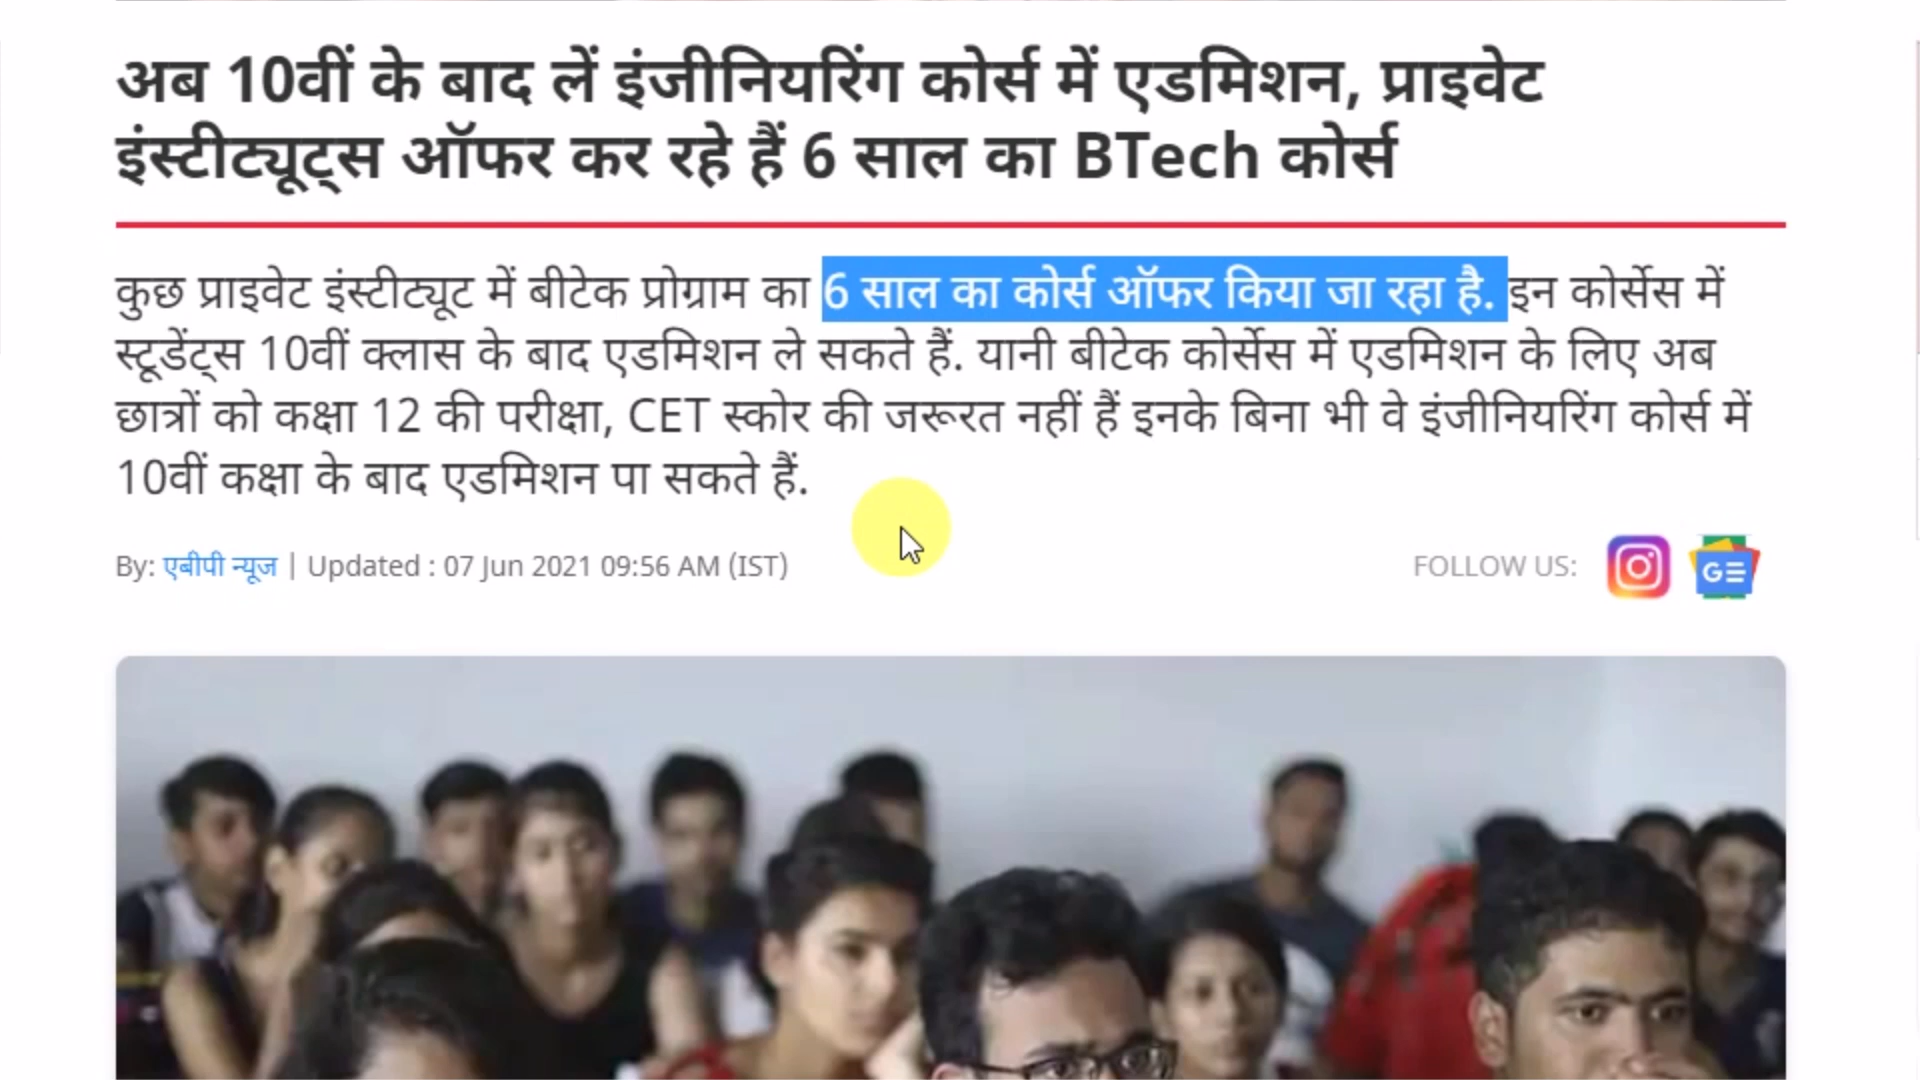 अब 10वीं के बाद लें इंजीनियरिंग कोर्स में एडमिशन, प्राइवेट
इंस्टीट्यूट्स ऑफर कर रहे हैं 6 साल का BTech कोर्स
कुछ प्राइवेट इंस्टीट्यूट में बीटेक प्रोग्राम का 6 साल का कोर्स ऑफर किया जा रहा है. इन कोर्सेस में
स्टूडेंट्स 10वीं क्लास के बाद एडमिशन ले सकते हैं. यानी बीटेक कोर्सेस में एडमिशन के लिए अब
छात्रों को कक्षा 12 की परीक्षा, CET स्कोर की जरूरत नहीं हैं इनके बिना भी वे इंजीनियरिंग कोर्स में
10वीं कक्षा के बाद एडमिशन पा सकते हैं.
By: एबीपी न्यूज | Updated : 07 Jun 2021 09:56 AM (IST)
FOLLOW US:
GE